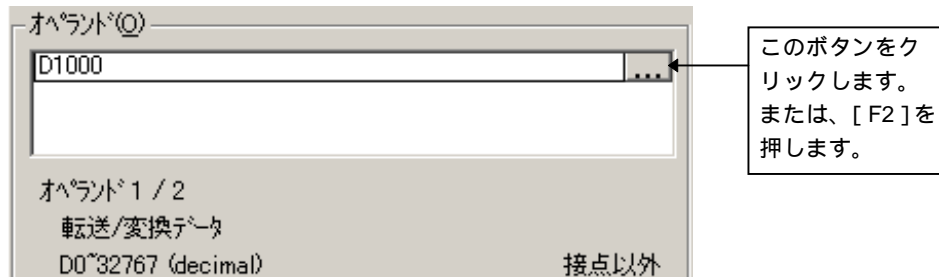 ｵﾍﾟﾗﾝﾄﾞ(O)
D1000
...
このボタンをク
リックします。
または、[ F2 ]を
押します。
ｵﾍﾟﾗﾝﾄﾞ 1 / 2
転送/変換ﾃﾞｰﾀ
D0~32767 (decimal) 接点以外